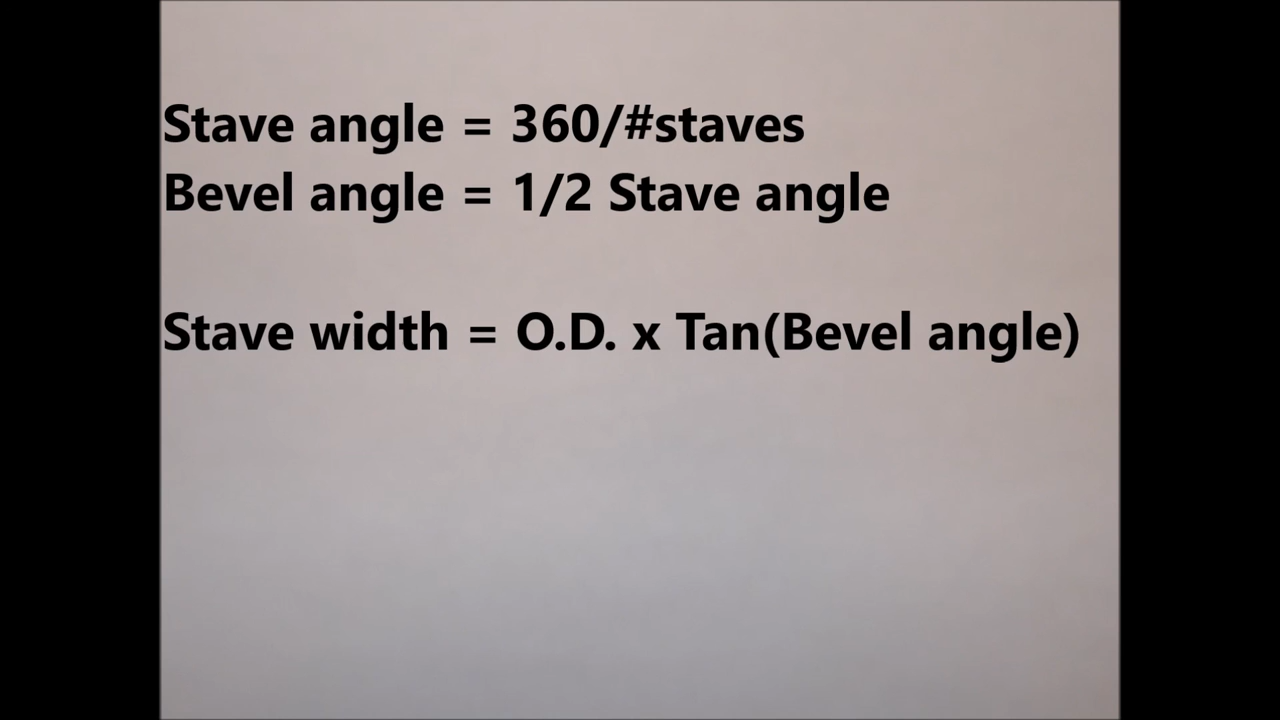 Stave angle = 360/#staves
Bevel angle = 1/2 Stave angle
Stave width = O.D. x Tan(Bevel angle)